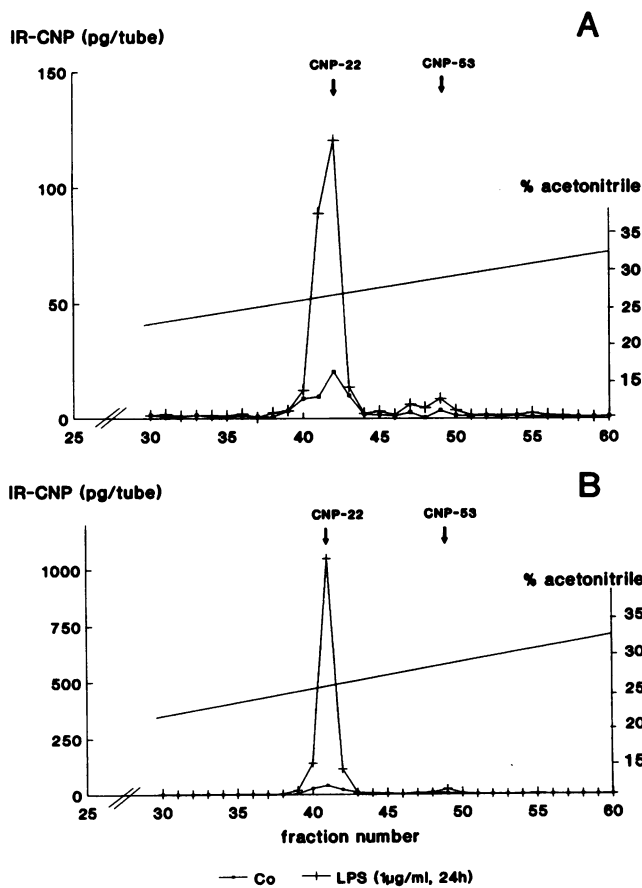 IR-CNP (pg/tube)
A
150
100
50
0
CNP-22
CNP-53
% acetonitrile
35
30
25
20
15
25
30
35
40
45
50
55
60
IR-CNP (pg/tube)
B
1000
750
500
250
0
CNP-22
CNP-53
% acetonitrile
35
30
25
20
15
25
30
35
40
45
50
55
60
fraction number
Co
LPS (1µg/ml, 24h)